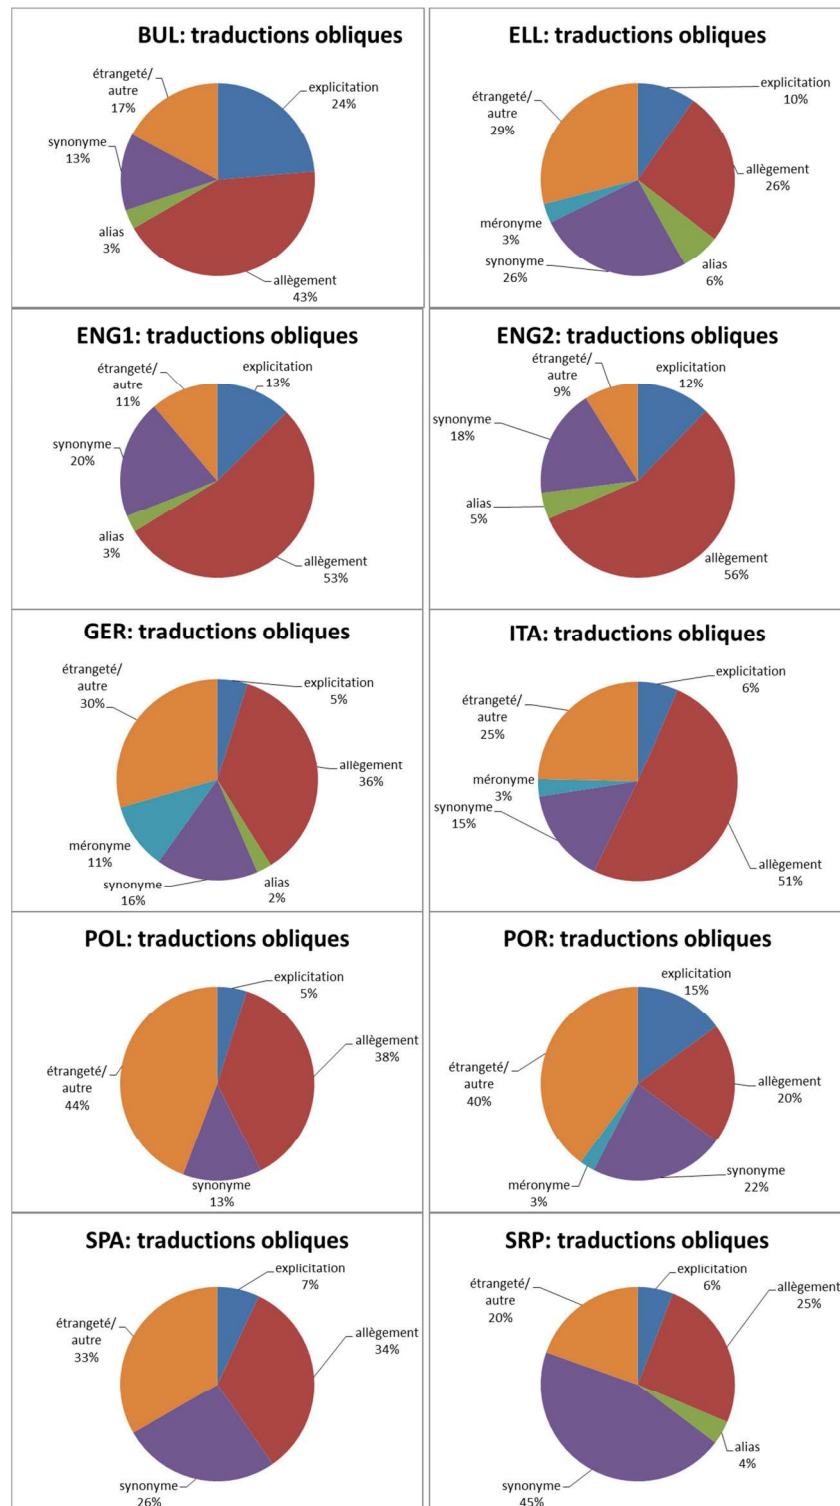 BUL: traductions obliques
étrangeté/
autre
17%
explicitation
24%
synonyme
13%
alias
3%
allègement
43%
ELL: traductions obliques
étrangeté/
autre
29%
explicitation
10%
allègement
26%
méronyme
3%
synonyme
26%
alias
6%
ENG1: traductions obliques
étrangeté/
autre
11%
explicitation
13%
synonyme
20%
alias
3%
allègement
53%
ENG2: traductions obliques
étrangeté/
autre
9%
explicitation
12%
synonyme
18%
alias
5%
allègement
56%
GER: traductions obliques
étrangeté/
autre
30%
explicitation
5%
allègement
36%
méronyme
11%
synonyme
16%
alias
2%
ITA: traductions obliques
étrangeté/
autre
25%
explicitation
6%
méronyme
3%
synonyme
15%
allègement
51%
POL: traductions obliques
explicitation
5%
allègement
38%
étrangeté/
autre
44%
synonyme
13%
POR: traductions obliques
explicitation
15%
étrangeté/
autre
40%
allègement
20%
méronyme
3%
synonyme
22%
SPA: traductions obliques
explicitation
7%
étrangeté/
autre
33%
allègement
34%
synonyme
26%
SRP: traductions obliques
étrangeté/
autre
20%
explicitation
6%
allègement
25%
alias
4%
synonyme
45%